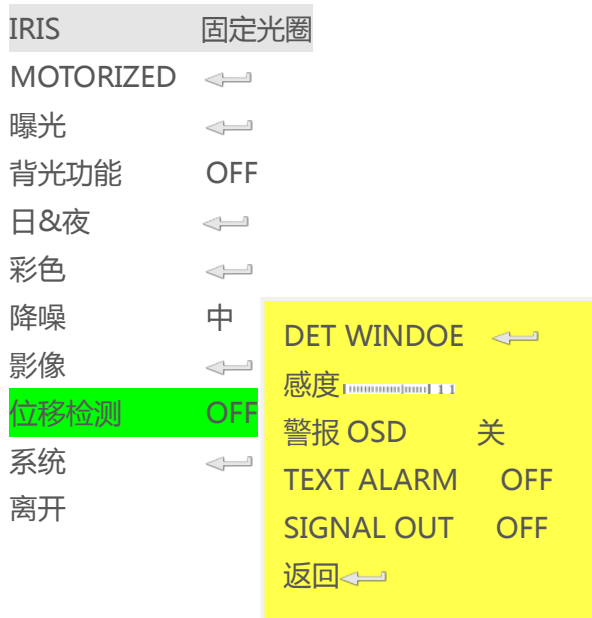 IRIS 固定光圈
MOTORIZED
曝光
背光功能 OFF
日&夜
彩色
降噪 中
影像
位移检测 OFF
系统
离开
DET WINDOE
感度 11
警报 OSD 关
TEXT ALARM OFF
SIGNAL OUT OFF
返回